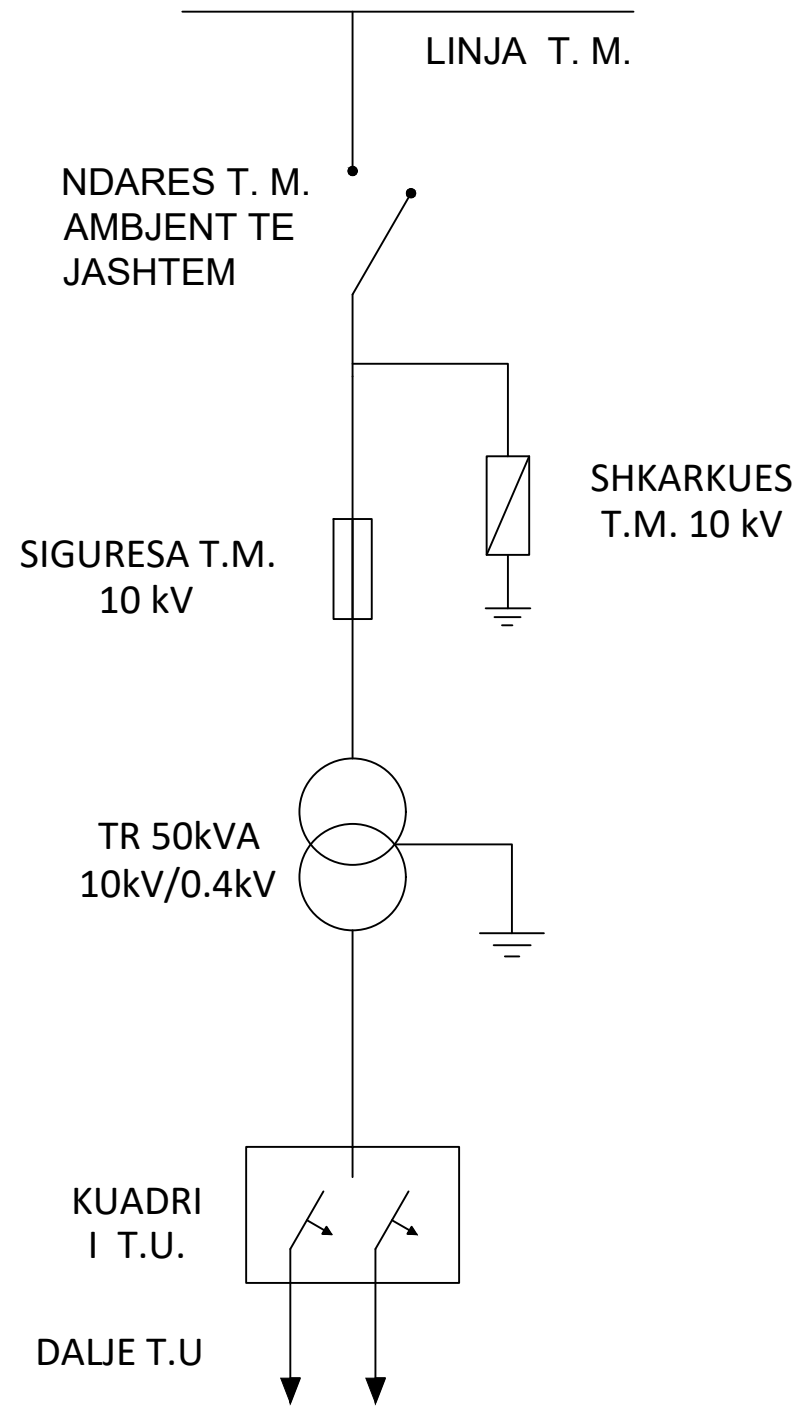 LINJA T. M.
NDARES T. M.
AMBJENT TE
JASHTEM
SHKARKUES
T.M. 10 kV
SIGURESA T.M.
10 kV
TR 50kVA
10kV/0.4kV
KUADRI
I T.U.
DALJE T.U